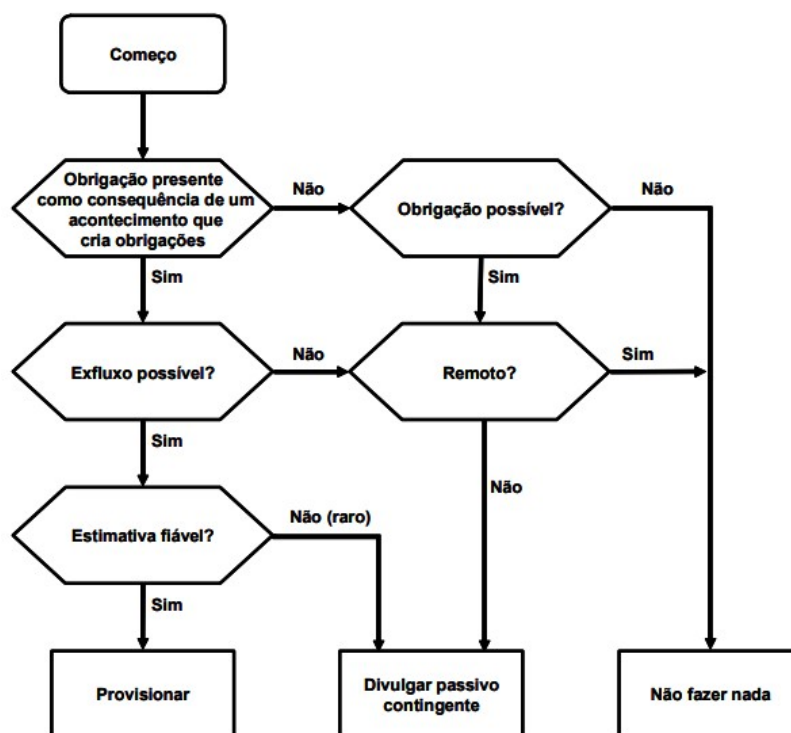 Começo
Obrigação presente
como consequência de um
acontecimento que
cria obrigações
Não
Obrigação possível?
Não
Sim
Sim
Exfluxo possível?
Não
Remoto?
Sim
Sim
Não
Estimativa fiável?
Não (raro)
Sim
Provisionar
Divulgar passivo
contingente
Não fazer nada